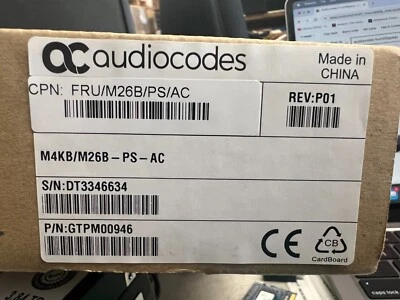 audiocodes
Made in
CHINA
CPN: FRU/M26B/PS/AC
REV:P01
M4KB/M26B-PS-AC
S/N:DT3346634
P/N:GTPM00946
CE
CB
CardBoard